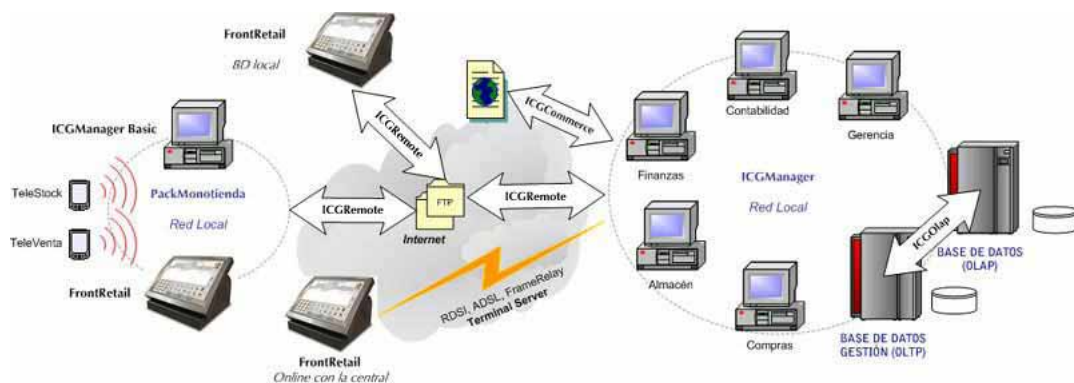 FrontRetail
BD local
ICGManager Basic
TeleStock
PackMonotienda
Red Local
TeleVenta
FrontRetail
ICGRemote
ICGRemote
FTP
Internet
ICGRemote
RDSI, ADSL, FrameRelay
Terminal Server
FrontRetail
Online con la central
ICGCommerce
Contabilidad
Gerencia
Finanzas
ICGManager
Red Local
Almacén
Compras
ICGOlap
BASE DE DATOS
(OLAP)
BASE DE DATOS
GESTIÓN (OLTP)